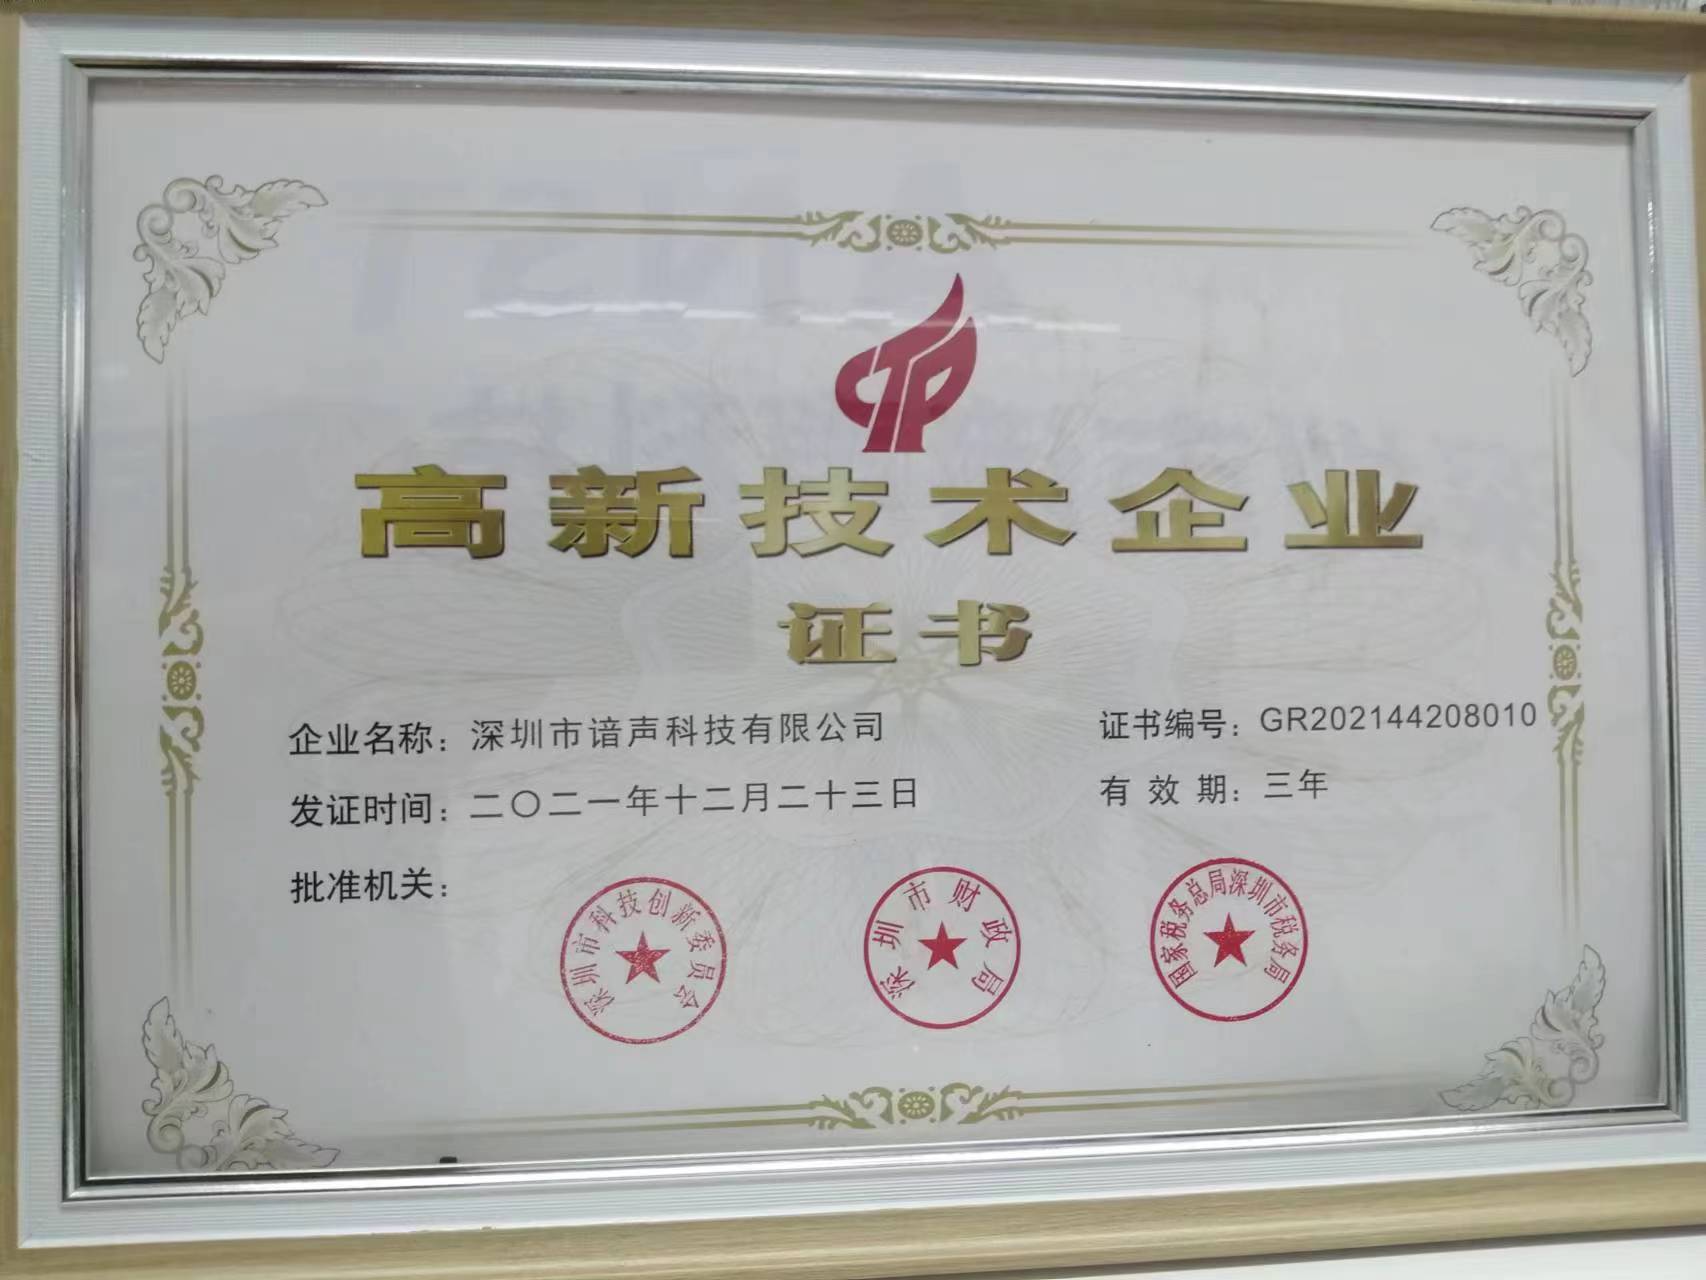 高新技术企业
证书
企业名称：深圳市谙声科技有限公司
证书编号：GR202144208010
发证时间：二〇二一年十二月二十三日
有效期：三年
批准机关：
深圳市科技创新委员会
深圳市财政局
国家税务总局深圳市税务局